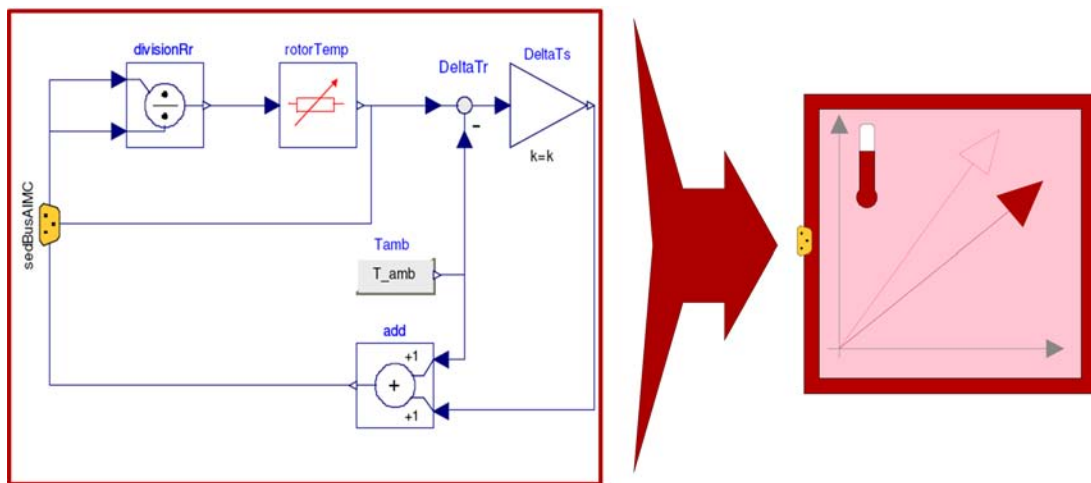 divisionRr
rotorTemp
DeltaTr
DeltaTs
-
k=k
sedBusAIMC
Tamb
T_amb
add
+1
+
+1